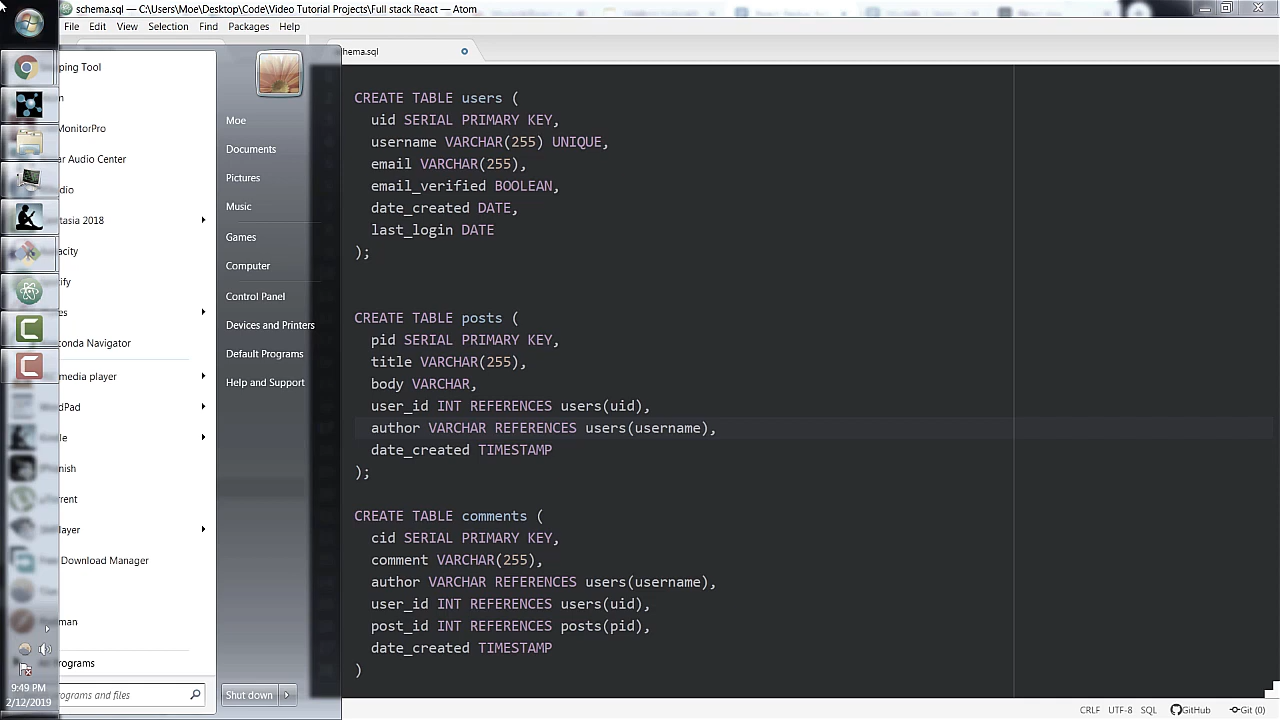 schema.sql — C:\Users\Moe\Desktop\Code\Video Tutorial Projects\Full stack React — Atom
File Edit View Selection Find Packages Help
hema.sql
CREATE TABLE users (
uid SERIAL PRIMARY KEY,
username VARCHAR(255) UNIQUE,
email VARCHAR(255),
email_verified BOOLEAN,
date_created DATE,
last_login DATE
);
CREATE TABLE posts (
pid SERIAL PRIMARY KEY,
title VARCHAR(255),
body VARCHAR,
user_id INT REFERENCES users(uid),
author VARCHAR REFERENCES users(username),
date_created TIMESTAMP
);
CREATE TABLE comments (
cid SERIAL PRIMARY KEY,
comment VARCHAR(255),
author VARCHAR REFERENCES users(username),
user_id INT REFERENCES users(uid),
post_id INT REFERENCES posts(pid),
date_created TIMESTAMP
)
ping Tool
MonitorPro
ar Audio Center
dio
tasia 2018
acity
ify
es
conda Navigator
media player
Pad
nish
rrent
layer
Download Manager
man
rograms
ograms and files
Moe
Documents
Pictures
Music
Games
Computer
Control Panel
Devices and Printers
Default Programs
Help and Support
Shut down
9:49 PM
2/12/2019
CRLF UTF-8 SQL GitHub Git (0)